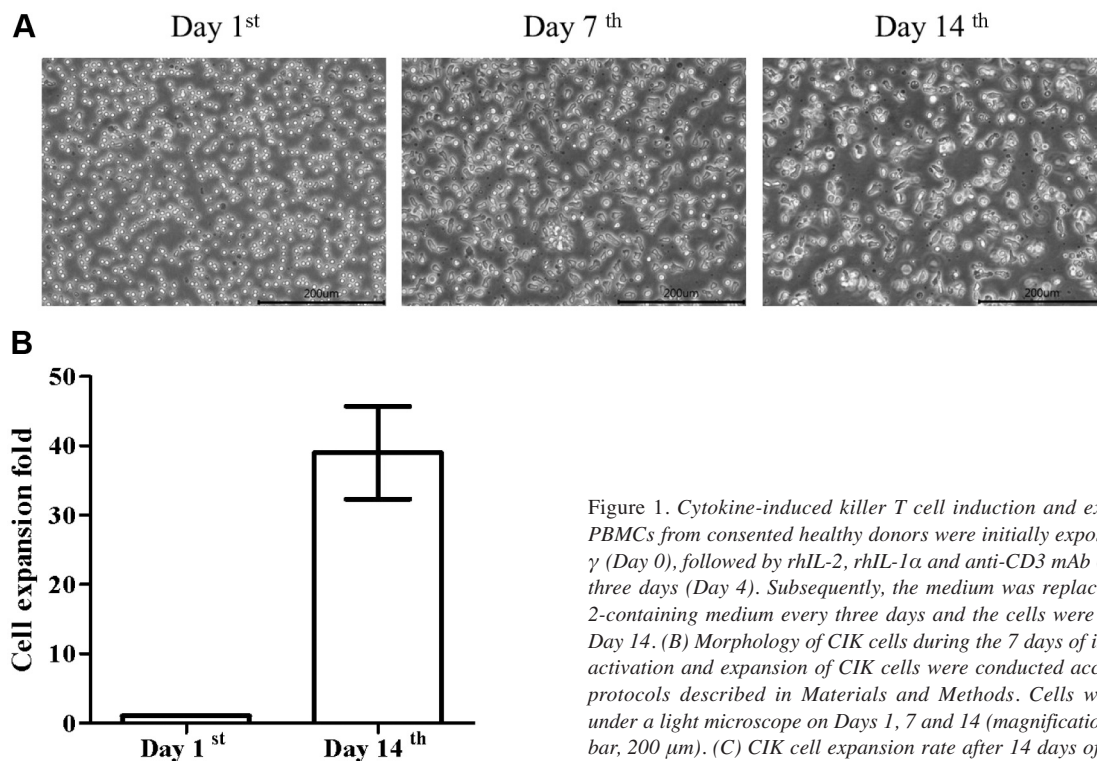 A
Day 1st
Day 7 th
Day 14 th
200um
200um
200um
B
Cell expansion fold
50
40
30
20
10
0
Day 1 st
Day 14 th
Figure 1. Cytokine-induced killer T cell induction and ex
PBMCs from consented healthy donors were initially expo
γ (Day 0), followed by rhIL-2, rhIL-1α and anti-CD3 mAb
three days (Day 4). Subsequently, the medium was replac
2-containing medium every three days and the cells were
Day 14. (B) Morphology of CIK cells during the 7 days of i
activation and expansion of CIK cells were conducted acc
protocols described in Materials and Methods. Cells w
under a light microscope on Days 1, 7 and 14 (magnification
bar, 200 μm). (C) CIK cell expansion rate after 14 days of